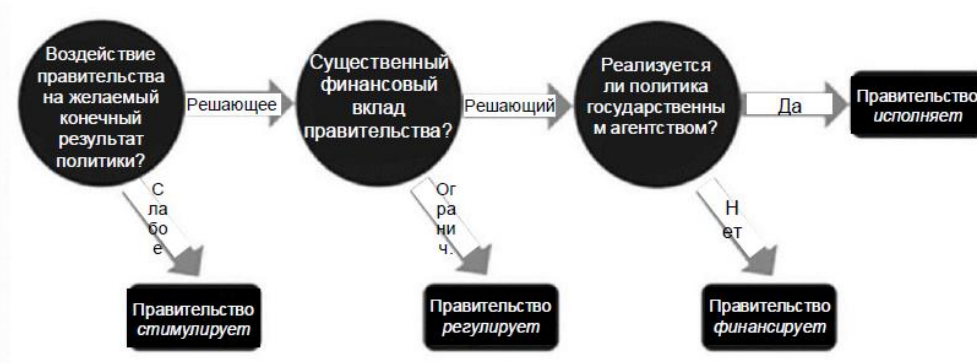 Воздействие
правительства
на желаемый
конечный
результат
политики?
Решающее
Существенный
финансовый
вклад
правительства?
Решающий
Реализуется
ли политика
государственны
м агентством?
Да
Правительство
исполняет
С
ла
бо
е
Ог
ра
ни
ч.
Н
ет
Правительство
стимулирует
Правительство
регулирует
Правительство
финансирует